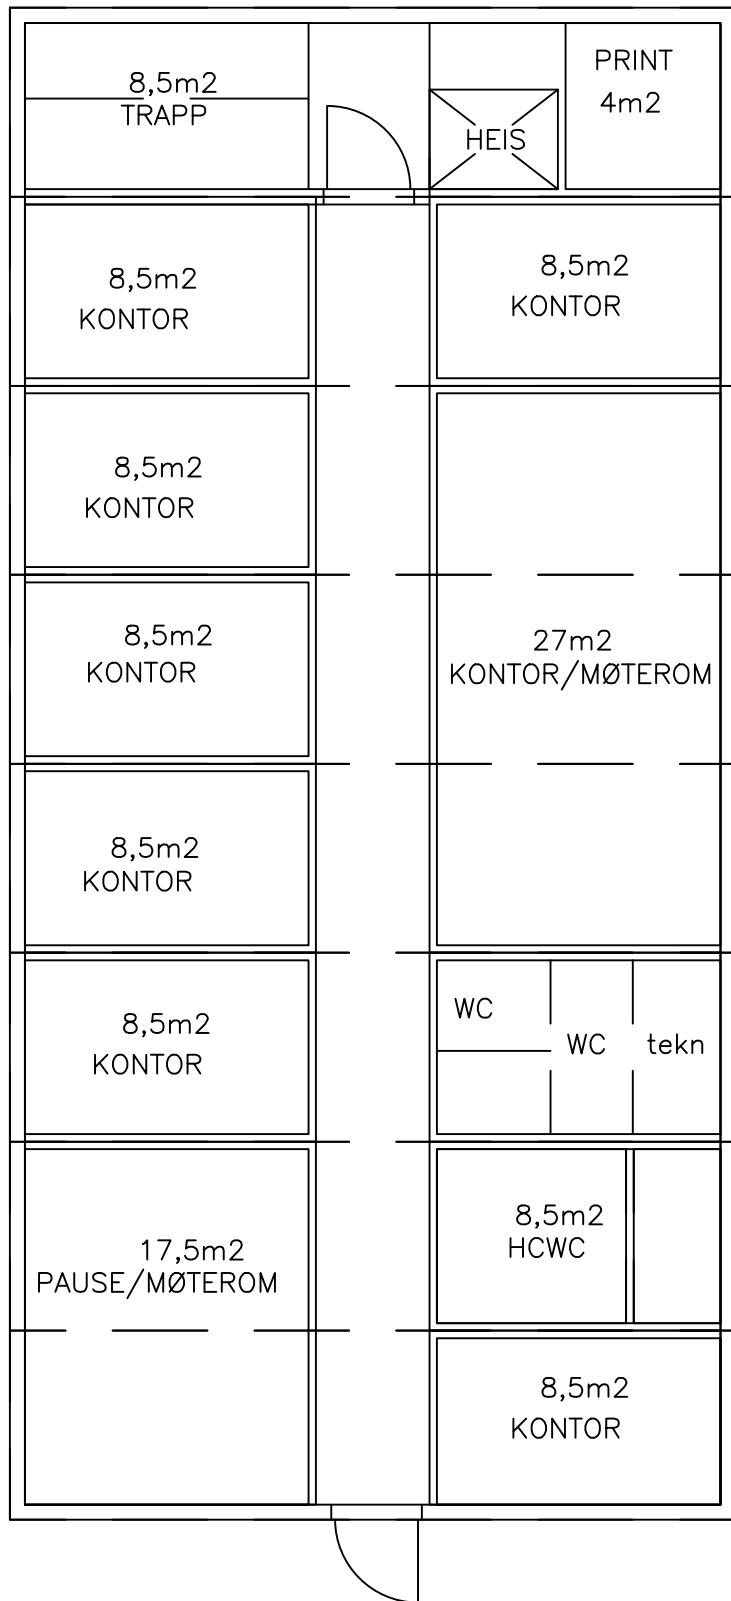 8,5m2
TRAPP
HEIS
PRINT
4m2
8,5m2
KONTOR
8,5m2
KONTOR
8,5m2
KONTOR
8,5m2
KONTOR
27m2
KONTOR/MØTEROM
8,5m2
KONTOR
8,5m2
KONTOR
WC
WC
tekn
17,5m2
PAUSE/MØTEROM
8,5m2
HCWC
8,5m2
KONTOR